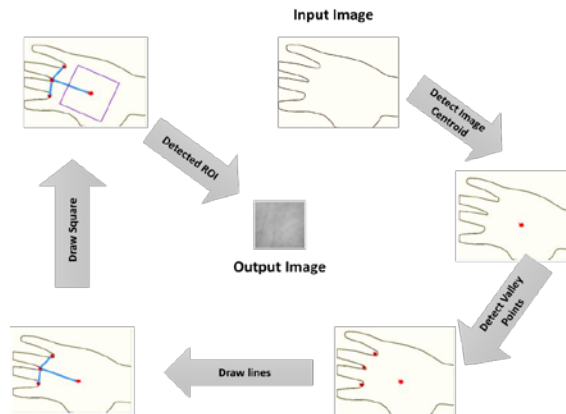 Input Image
Detect Image
Centroid
Detect Valley
Points
Draw lines
Draw Square
Detected ROI
Output Image